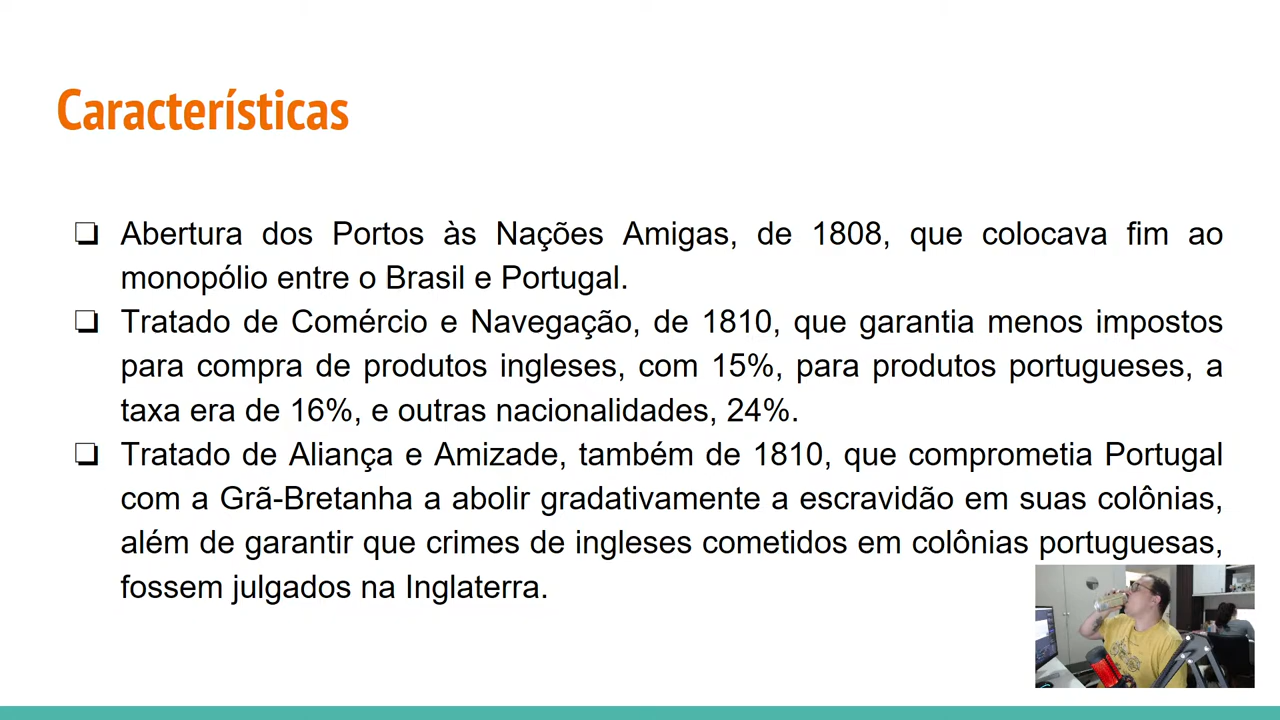 Características
❏ Abertura dos Portos às Nações Amigas, de 1808, que colocava fim ao
monopólio entre o Brasil e Portugal.
❏ Tratado de Comércio e Navegação, de 1810, que garantia menos impostos
para compra de produtos ingleses, com 15%, para produtos portugueses, a
taxa era de 16%, e outras nacionalidades, 24%.
❏ Tratado de Aliança e Amizade, também de 1810, que comprometia Portugal
com a Grã-Bretanha a abolir gradativamente a escravidão em suas colônias,
além de garantir que crimes de ingleses cometidos em colônias portuguesas,
fossem julgados na Inglaterra.